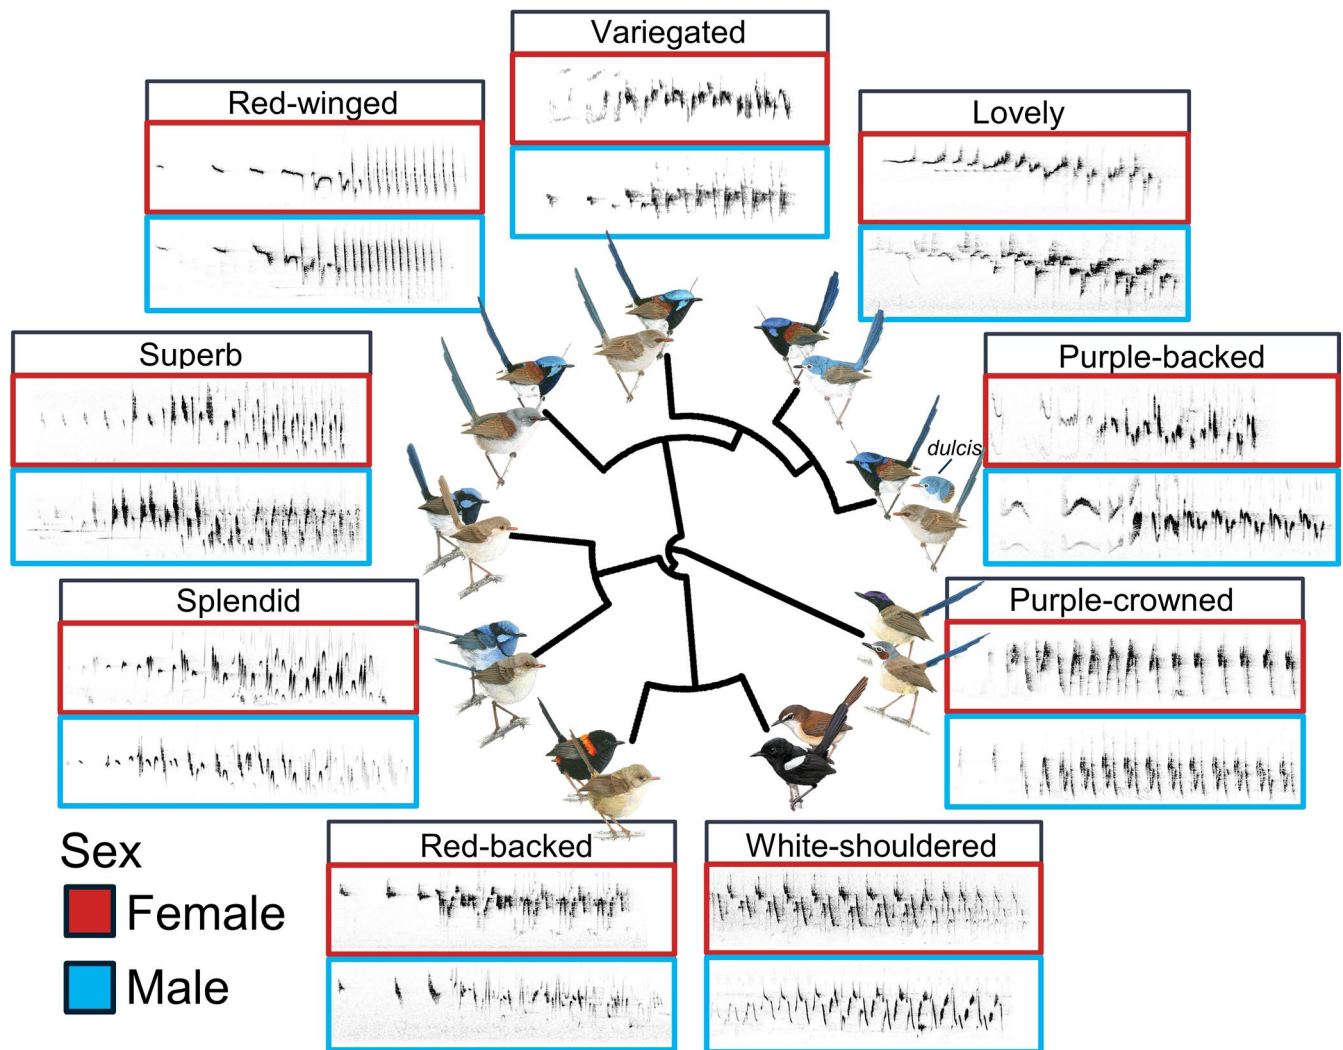 Variegated
Red-winged
Lovely
Superb
Purple-backed
dulcis
Splendid
Purple-crowned
Red-backed
White-shouldered
Sex
Female
Male